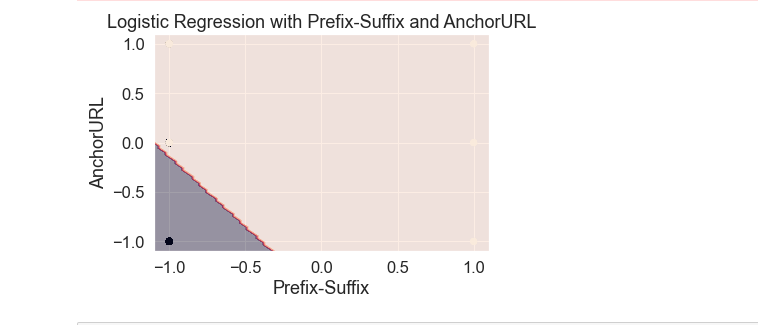 Logistic Regression with Prefix-Suffix and AnchorURL
1.0
0.5
0.0
−0.5
−1.0
AnchorURL
−1.0 −0.5 0.0 0.5 1.0
Prefix-Suffix